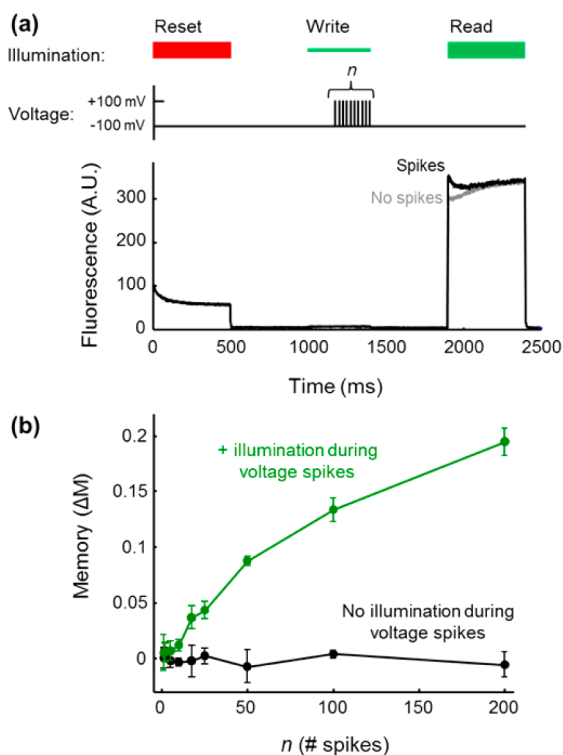 (a)
Reset Write Read
Illumination:
n
Voltage:
+100 mV
-100 mV
Spikes
No spikes
Fluorescence (A.U.)
300
200
100
0
0 500 1000 1500 2000 2500
Time (ms)
(b)
+ illumination during
voltage spikes
No illumination during
voltage spikes
Memory (ΔM)
0.2
0.15
0.1
0.05
0
0 50 100 150 200
n (# spikes)